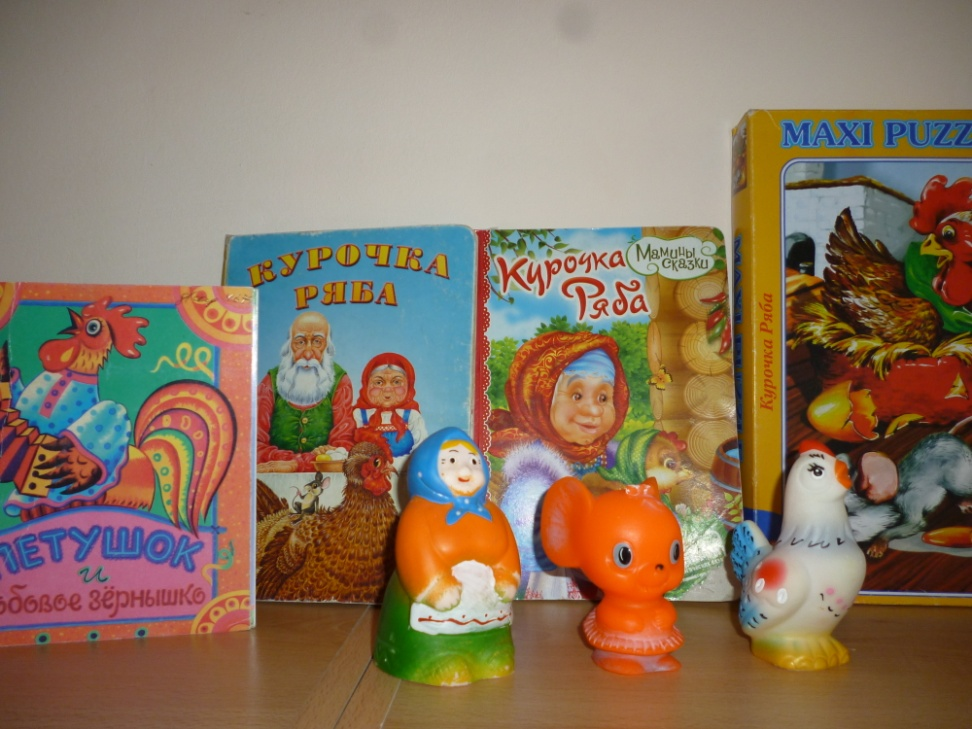 ПЕТУШОК
и
бобовое зёрнышко
КУРОЧКА
РЯБА
Курочка
Ряба
Мамины
сказки
MAXI PUZZ
Курочка Ряба